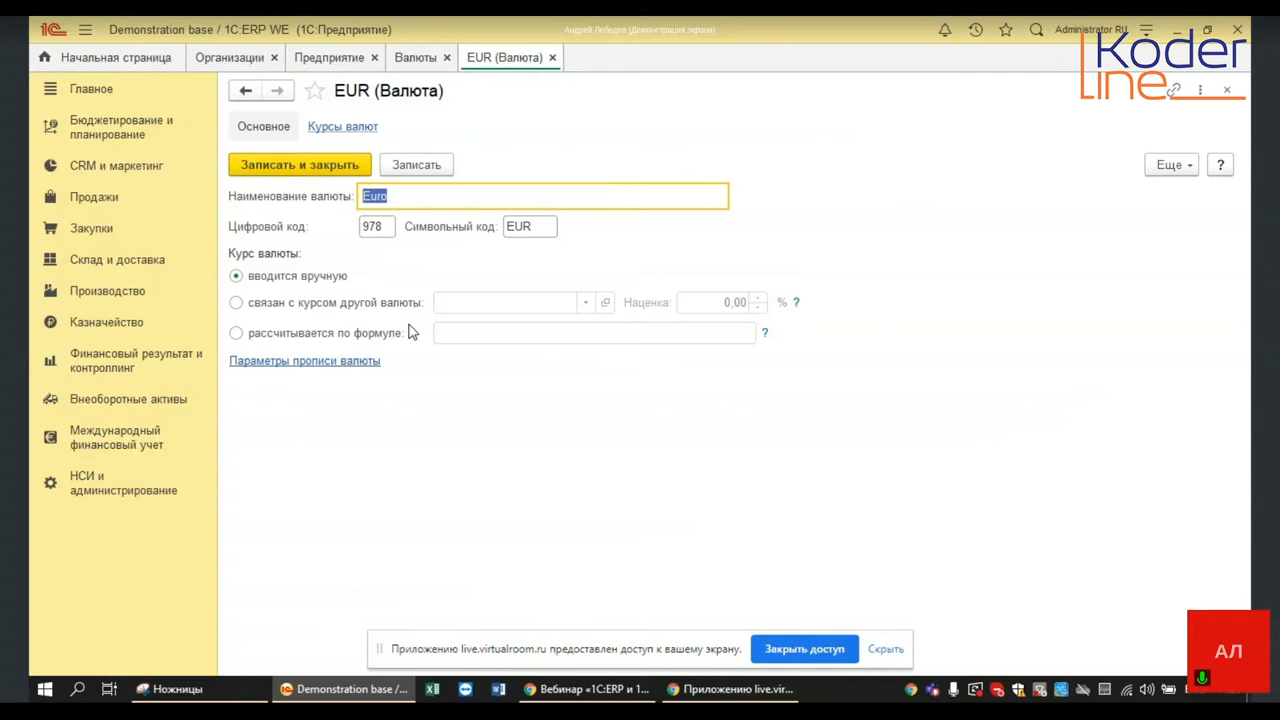 Demonstration base / 1C:ERP WE (1С:Предприятие)
Андрей Лебедев (Демонстрация экрана)
Administrator RU
Koder
line
Начальная страница
Организации
Предприятие
Валюты
EUR (Валюта)
Главное
Бюджетирование и
планирование
CRM и маркетинг
Продажи
Закупки
Склад и доставка
Производство
Казначейство
Финансовый результат и
контроллинг
Внеоборотные активы
Международный
финансовый учет
НСИ и
администрирование
EUR (Валюта)
Основное Курсы валют
Записать и закрыть Записать Еще ?
Наименование валюты: Euro
Цифровой код: 978 Символьный код: EUR
Курс валюты:
вводится вручную
связан с курсом другой валюты: Наценка: 0,00 % ?
рассчитывается по формуле: ?
Параметры прописи валюты
Приложению live.virtualroom.ru предоставлен доступ к вашему экрану. Закрыть доступ Скрыть
АЛ
Ножницы Demonstration base /... Вебинар «1C:ERP и 1... Приложению live.vir...